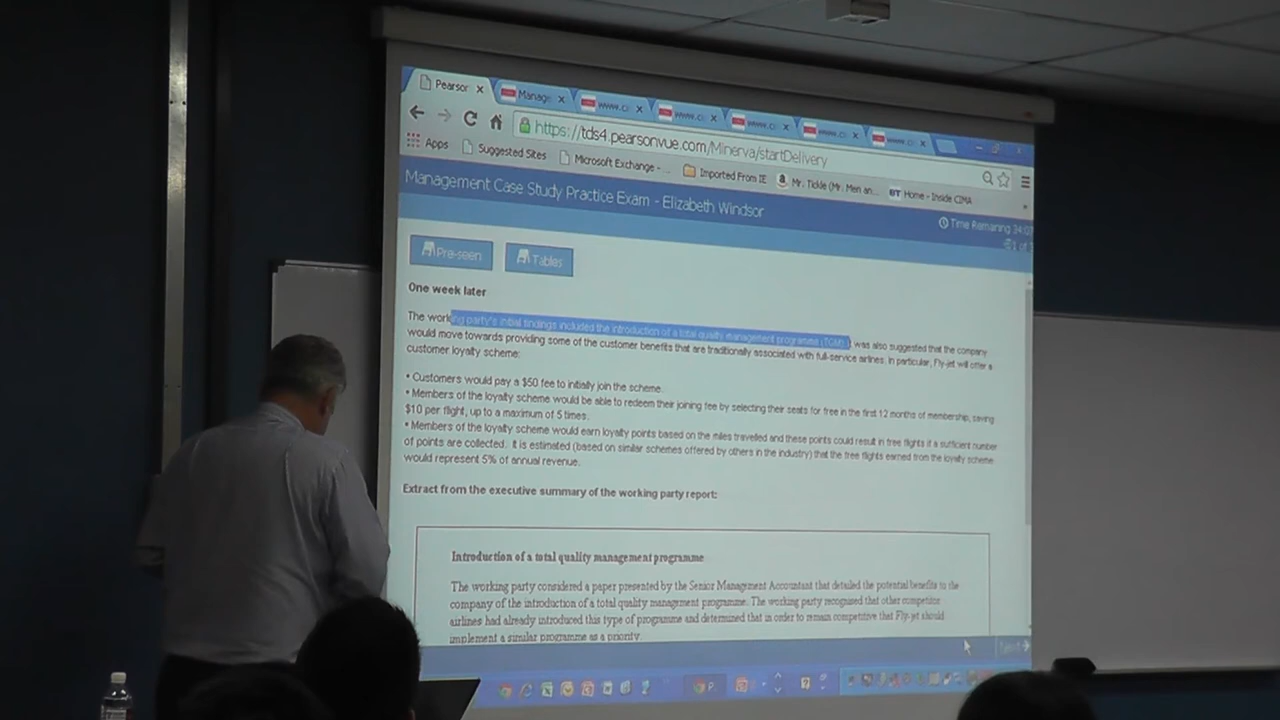 Pearsor
Manage
www.c
www.c
www.c
www.c
www.c
https://tds4.pearsonvue.com/Minerva/startDelivery
Apps Suggested Sites Microsoft Exchange - ... Imported From IE Mr. Tickle (Mr. Men an... Home - Inside CIMA
Management Case Study Practice Exam - Elizabeth Windsor
Time Remaining 34:07
1 of
Pre-seen Tables
One week later
The working party's initial findings included the introduction of a total quality management programme (TQM). was also suggested that the company
would move towards providing some of the customer benefits that are traditionally associated with full-service airlines. In particular, Fly-jet will offer a
customer loyalty scheme:
• Customers would pay a $50 fee to initially join the scheme.
• Members of the loyalty scheme would be able to redeem their joining fee by selecting their seats for free in the first 12 months of membership, saving
$10 per flight, up to a maximum of 5 times.
• Members of the loyalty scheme would earn loyalty points based on the miles travelled and these points could result in free flights if a sufficient number
of points are collected. It is estimated (based on similar schemes offered by others in the industry) that the free flights earned from the loyalty scheme
would represent 5% of annual revenue.
Extract from the executive summary of the working party report:
Introduction of a total quality management programme
The working party considered a paper presented by the Senior Management Accountant that detailed the potential benefits to the
company of the introduction of a total quality management programme. The working party recognised that other competitor
airlines had already introduced this type of programme and determined that in order to remain competitive that Fly-jet should
implement a similar programme as a priority.